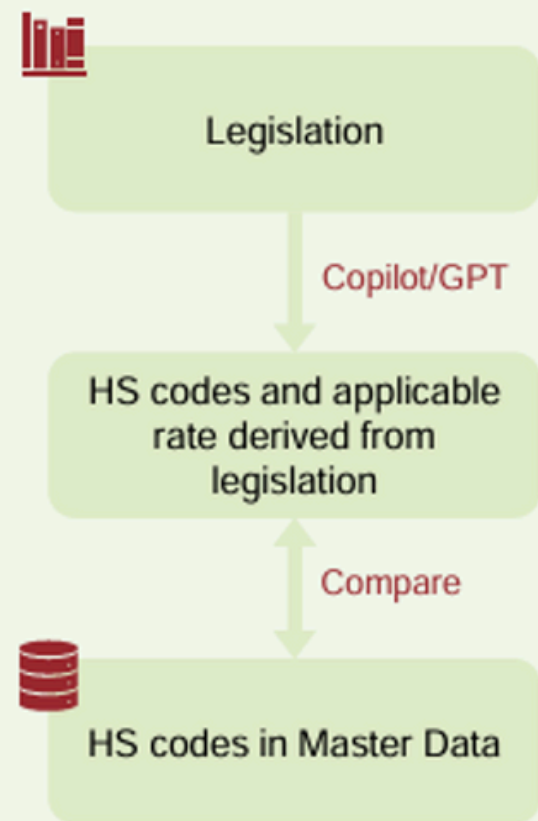 Legislation
Copilot/GPT
HS codes and applicable
rate derived from
legislation
Compare
HS codes in Master Data